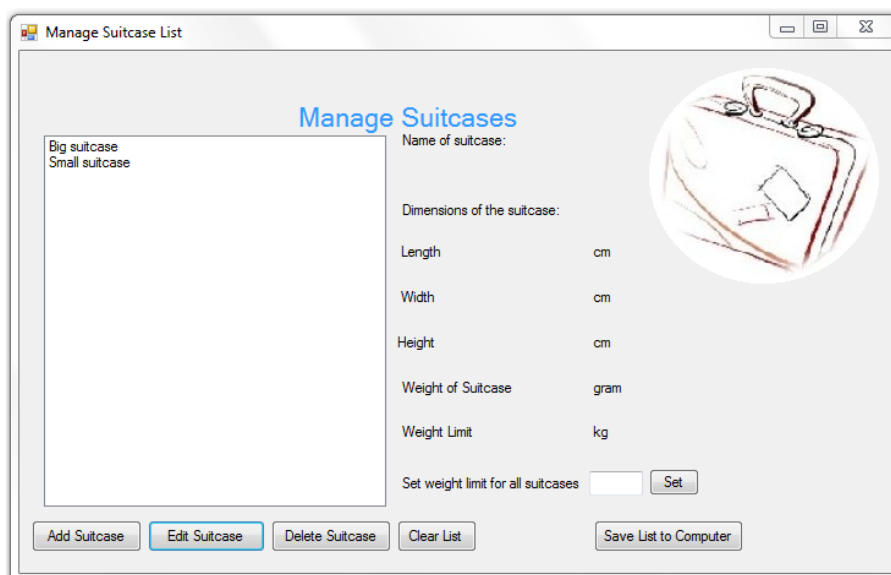 Manage Suitcase List
Manage Suitcases
Big suitcase
Small suitcase
Name of suitcase:
Dimensions of the suitcase:
Length cm
Width cm
Height cm
Weight of Suitcase gram
Weight Limit kg
Set weight limit for all suitcases Set
Add Suitcase Edit Suitcase Delete Suitcase Clear List Save List to Computer